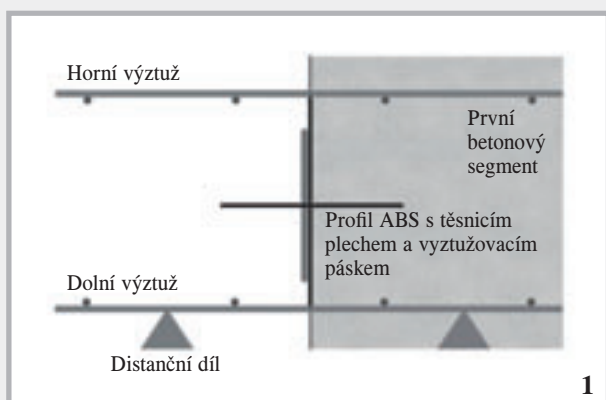 Horní výztuž
První
betonový
segment
Profil ABS s těsnicím
plechem a vyztužovacím
páskem
Dolní výztuž
Distanční díl
1